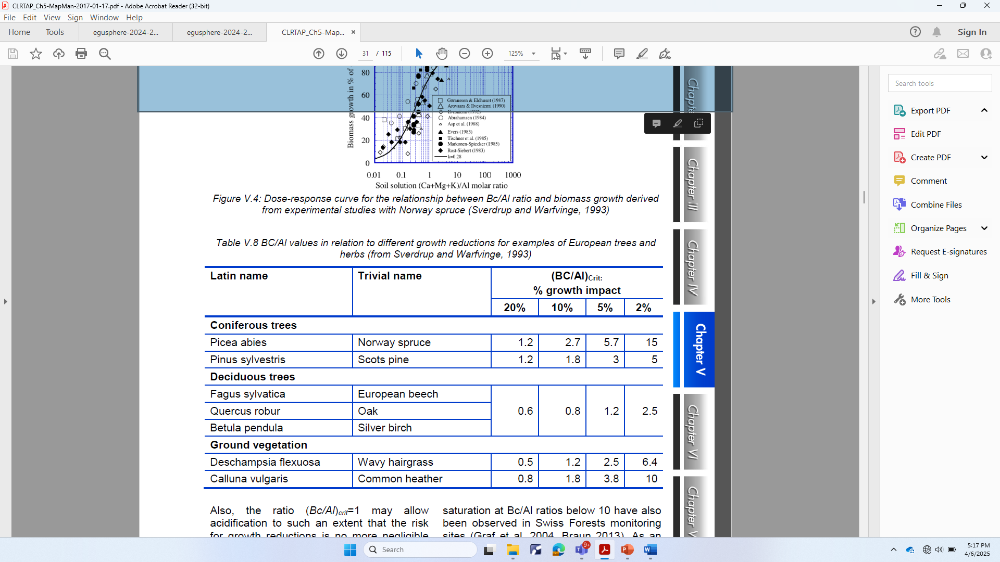 CLRTAP_Ch5-MapMan-2017-01-17.pdf - Adobe Acrobat Reader (32-bit)
File Edit View Sign Window Help
Home Tools egusphere-2024-2... egusphere-2024-2... CLRTAP_Ch5-Map... × Sign In
31 / 115 125%
Biomass growth in % of
80
60
40
20
0
0.01 0.1 1 10 100 1000
Göransson & Eldhuset (1987)
Arovaara & Ilvesniemi (1990)
Ilvesniemi (1992)
Abrahamsen (1984)
Asp et al. (1988)
Evers (1983)
Tischner et al. (1985)
Markonen-Spiecker (1985)
Rost-Siebert (1983)
k=0.28
Soil solution (Ca+Mg+K)/Al molar ratio
Figure V.4: Dose-response curve for the relationship between Bc/Al ratio and biomass growth derived
from experimental studies with Norway spruce (Sverdrup and Warfvinge, 1993)
Table V.8 BC/Al values in relation to different growth reductions for examples of European trees and
herbs (from Sverdrup and Warfvinge, 1993)
Latin name Trivial name (BC/Al)Crit:
% growth impact
20% 10% 5% 2%
Coniferous trees
Picea abies Norway spruce 1.2 2.7 5.7 15
Pinus sylvestris Scots pine 1.2 1.8 3 5
Deciduous trees
Fagus sylvatica European beech
Quercus robur Oak 0.6 0.8 1.2 2.5
Betula pendula Silver birch
Ground vegetation
Deschampsia flexuosa Wavy hairgrass 0.5 1.2 2.5 6.4
Calluna vulgaris Common heather 0.8 1.8 3.8 10
Also, the ratio (Bc/Al)crit=1 may allow
acidification to such an extent that the risk
for growth reductions is no more negligible
saturation at Bc/Al ratios below 10 have also
been observed in Swiss Forests monitoring
sites (Graf et al. 2004, Braun 2013). As an
Chapter
Chapter III
Chapter IV
Chapter V
Chapter VI
Chapter V
Search tools
Export PDF
Edit PDF
Create PDF
Comment
Combine Files
Organize Pages
Request E-signatures
Fill & Sign
More Tools
Search
9+
5:17 PM
4/6/2025